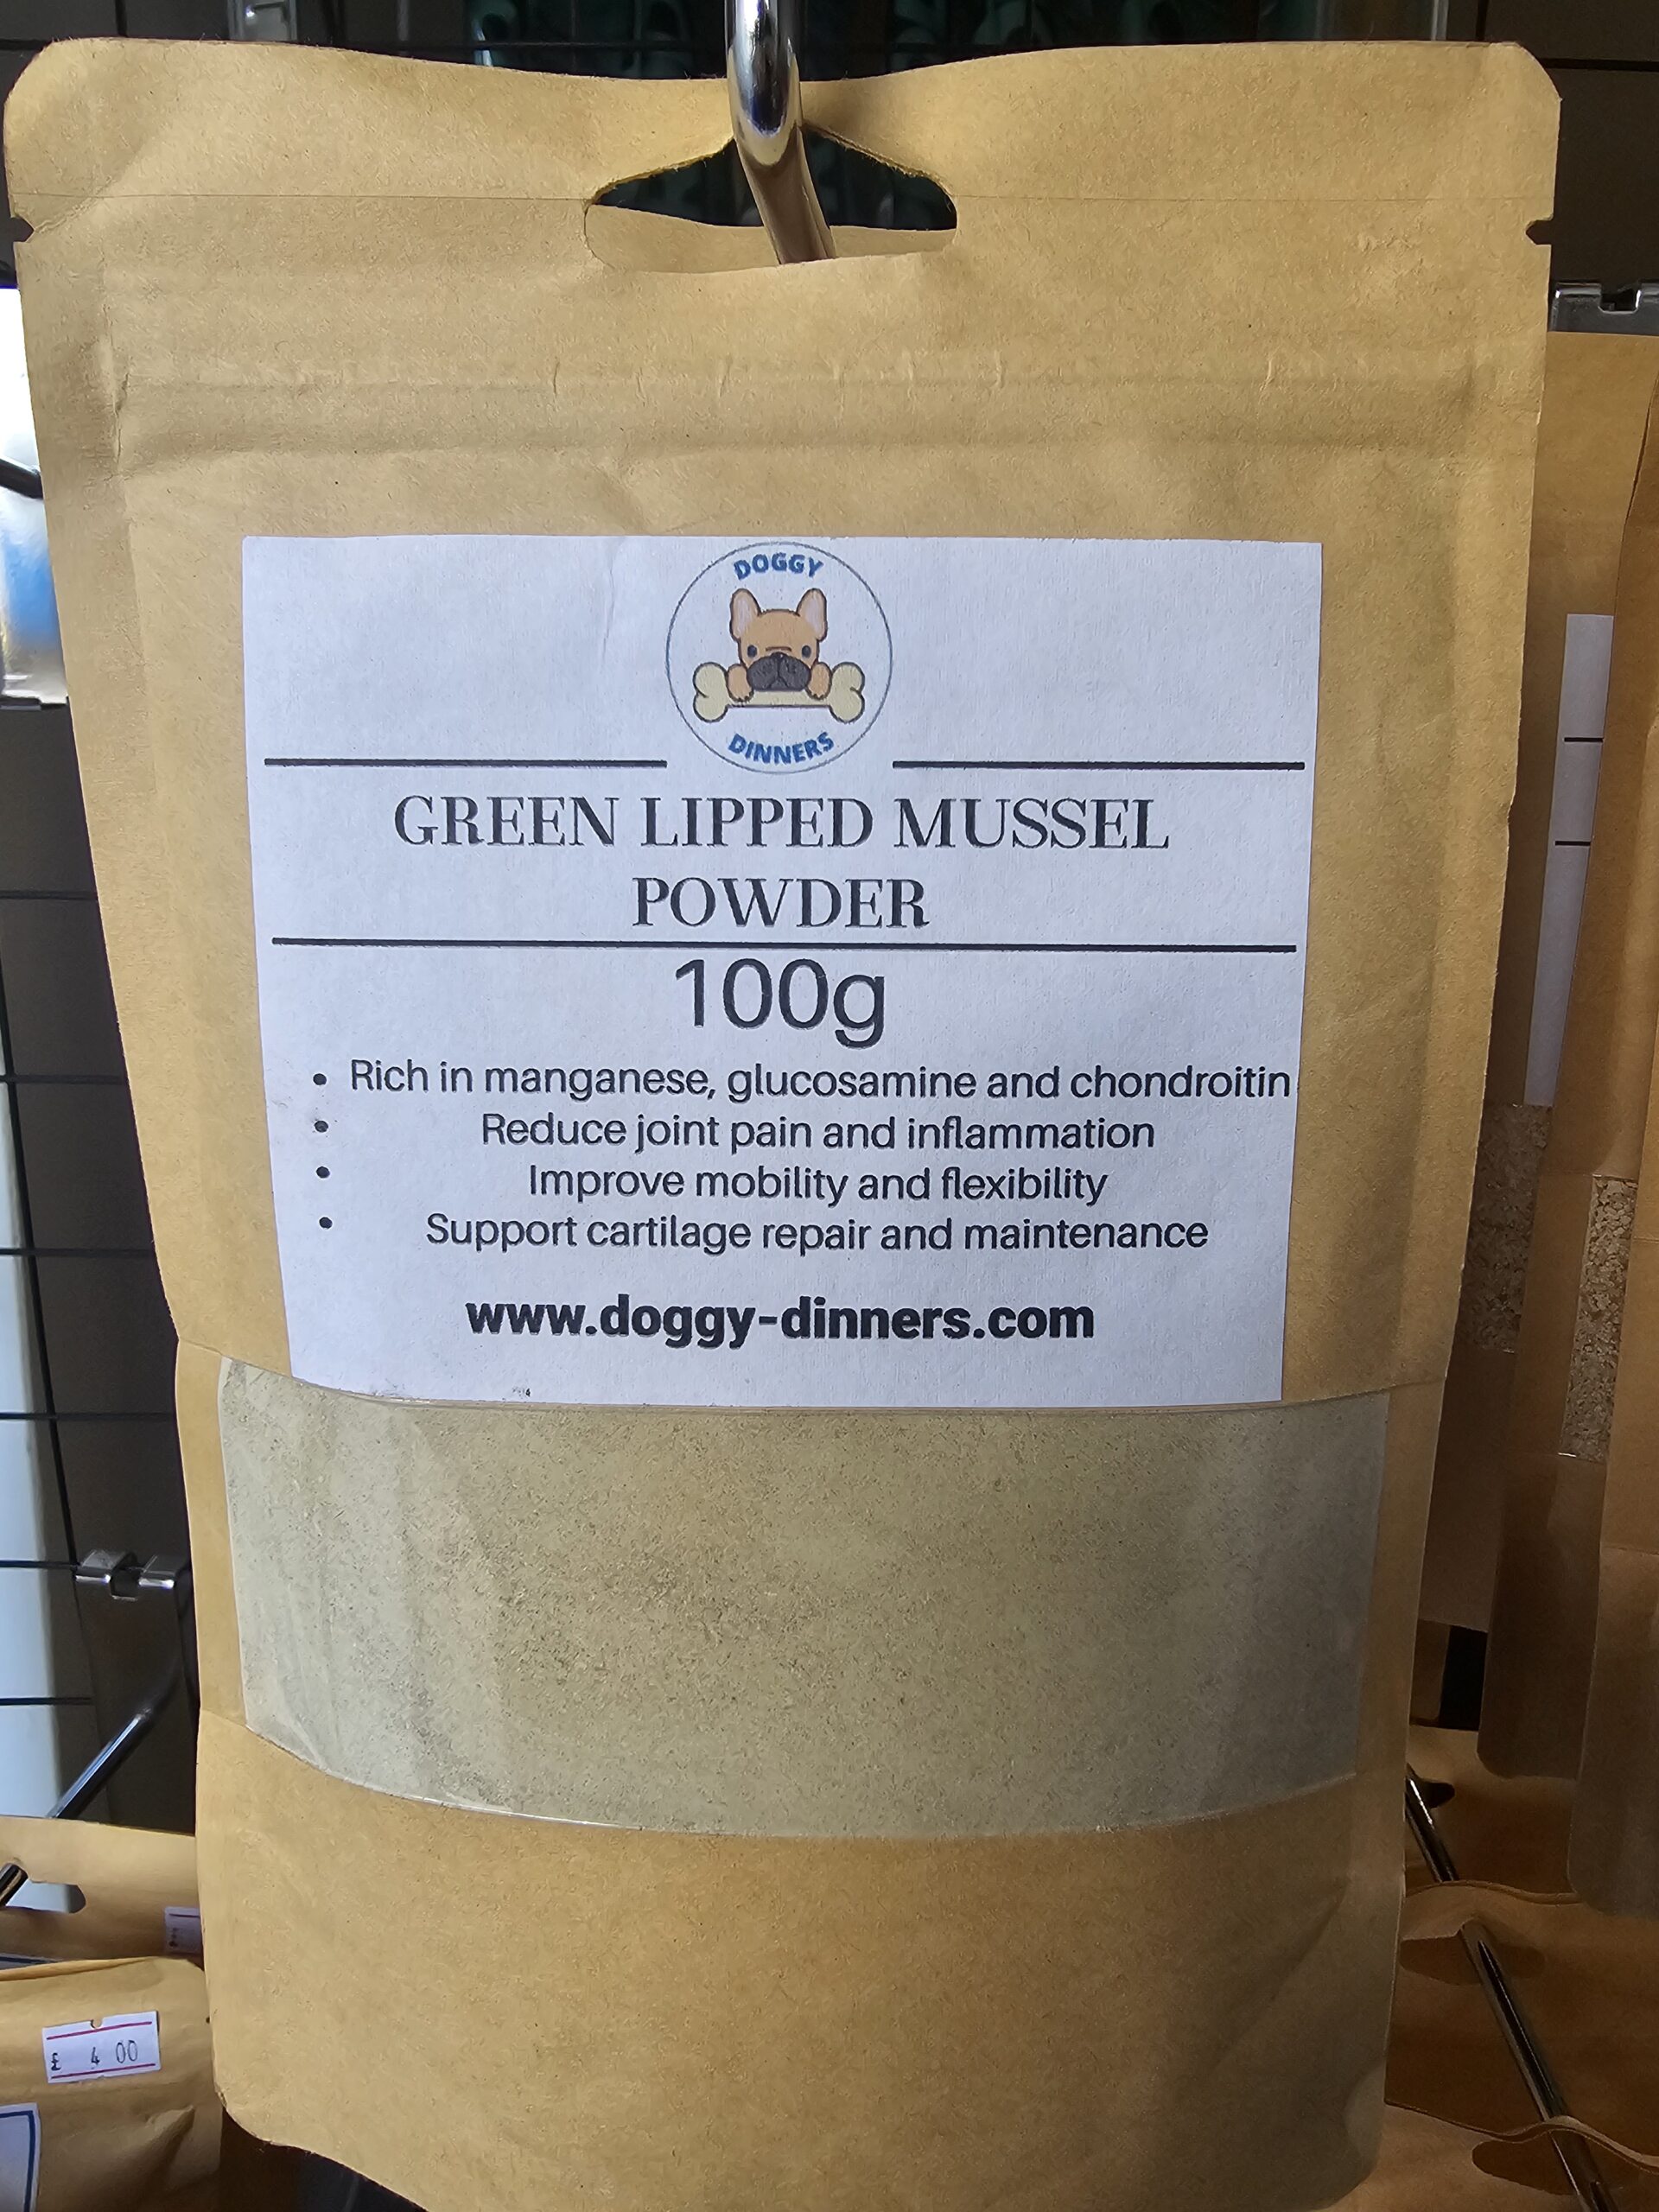 DOGGY
DINNERS
GREEN LIPPED MUSSEL
POWDER
100g
• Rich in manganese, glucosamine and chondroitin
• Reduce joint pain and inflammation
• Improve mobility and flexibility
• Support cartilage repair and maintenance
www.doggy-dinners.com
£ 4 00